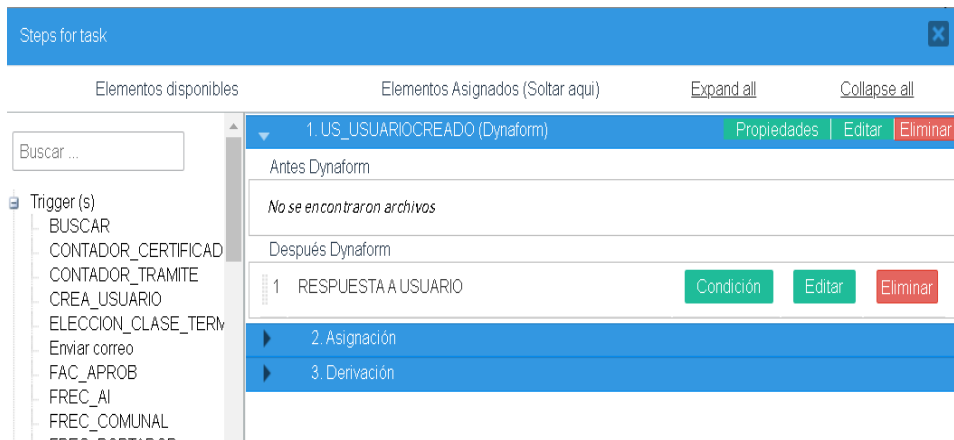 Steps for task
Elementos disponibles
Elementos Asignados (Soltar aqui)
Expand all
Collapse all
Buscar ...
Trigger (s)
BUSCAR
CONTADOR_CERTIFICAD
CONTADOR_TRAMITE
CREA_USUARIO
ELECCION_CLASE_TERM
Enviar correo
FAC_APROB
FREC_AI
FREC_COMUNAL
1. US_USUARIOCREADO (Dynaform)
Propiedades
Editar
Eliminar
Antes Dynaform
No se encontraron archivos
Después Dynaform
1 RESPUESTA A USUARIO
Condición
Editar
Eliminar
2. Asignación
3. Derivación